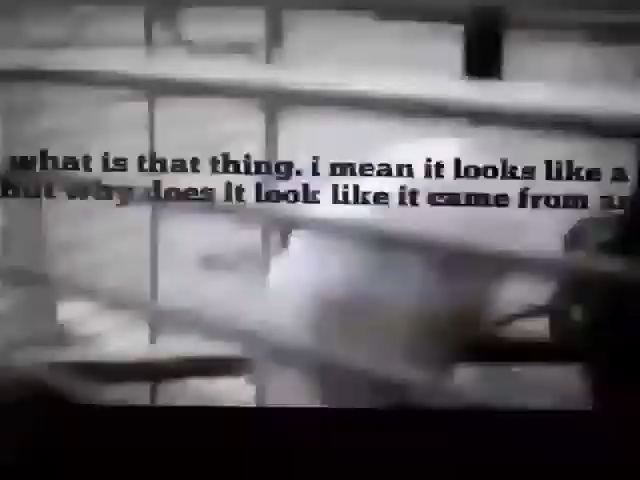 what is that thing. i mean it looks like a
but why does it look like it came from